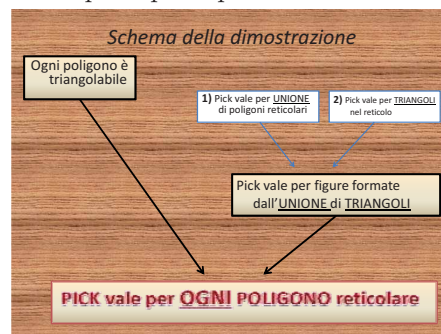 Schema della dimostrazione
Ogni poligono è
triangolabile
1) Pick vale per UNIONE
di poligoni reticolari
2) Pick vale per TRIANGOLI
nel reticolo
Pick vale per figure formate
dall'UNIONE di TRIANGOLI
PICK vale per OGNI POLIGONO reticolare